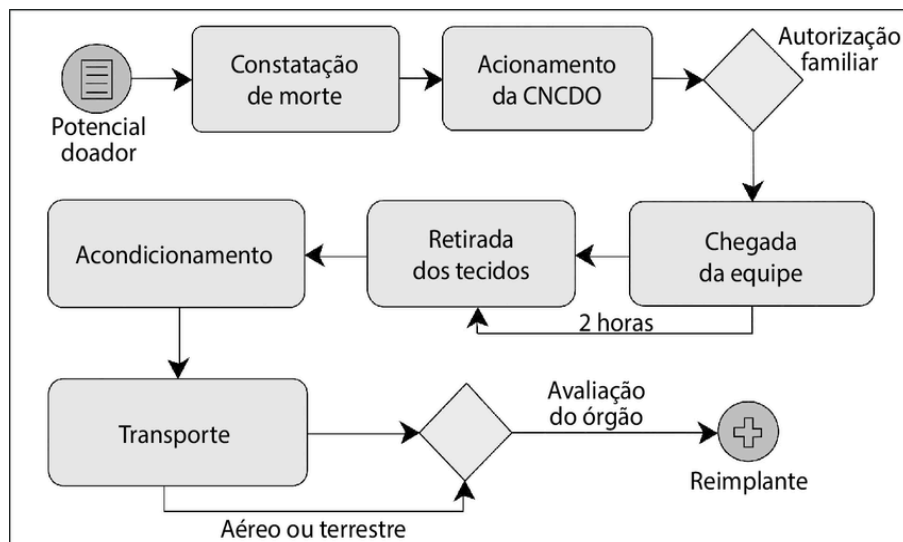 Potencial
doador
Constatação
de morte
Acionamento
da CNCDO
Autorização
familiar
Chegada
da equipe
2 horas
Retirada
dos tecidos
Acondicionamento
Transporte
Aéreo ou terrestre
Avaliação
do órgão
Reimplante